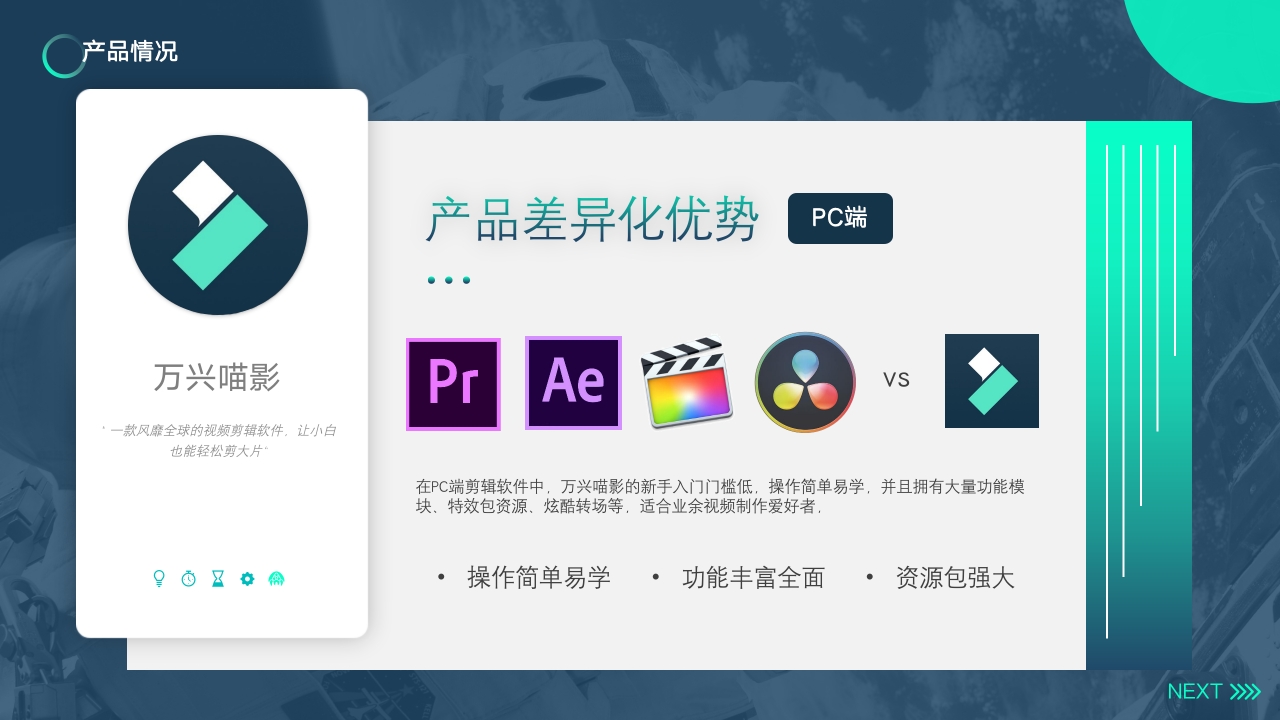 产品情况
万兴喵影
‘ 一款风靡全球的视频剪辑软件，让小白
也能轻松剪大片“
产品差异化优势
PC端
Pr
Ae
VS
在PC端剪辑软件中，万兴喵影的新手入门门槛低，操作简单易学，并且拥有大量功能模
块、特效包资源、炫酷转场等，适合业余视频制作爱好者，
• 操作简单易学
• 功能丰富全面
• 资源包强大
NEXT